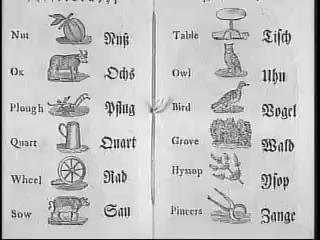 Nut Nuß
Ox Ochs
Plough Pflug
Quart Quart
Wheel Rad
Sow Sau
Table Tisch
Owl Uhu
Bird Vogel
Grove Wald
Hyssop Ysop
Pincers Zange